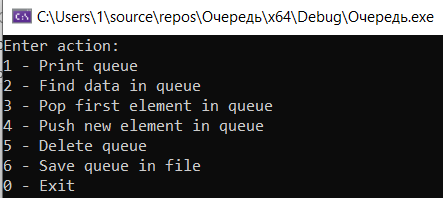 C:\Users\1\source\repos\Очередь\x64\Debug\Очередь.exe
Enter action:
1 - Print queue
2 - Find data in queue
3 - Pop first element in queue
4 - Push new element in queue
5 - Delete queue
6 - Save queue in file
0 - Exit